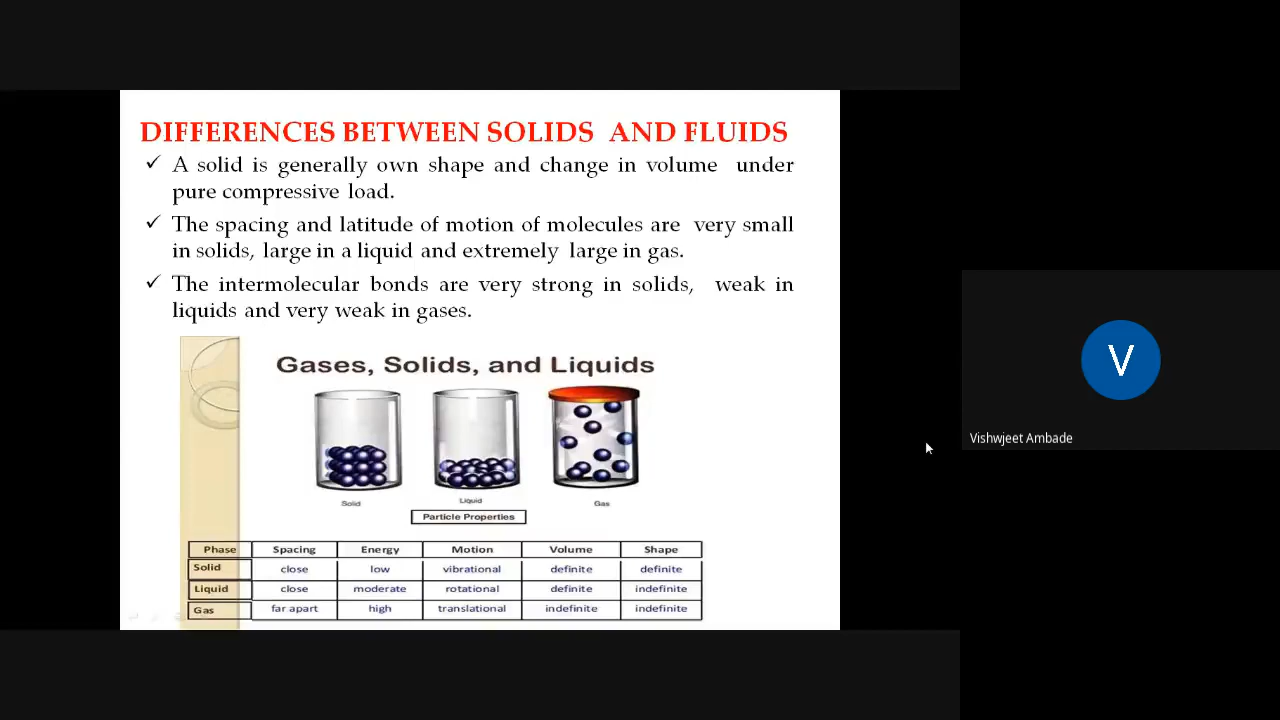 DIFFERENCES BETWEEN SOLIDS AND FLUIDS
✓ A solid is generally own shape and change in volume under
pure compressive load.
✓ The spacing and latitude of motion of molecules are very small
in solids, large in a liquid and extremely large in gas.
✓ The intermolecular bonds are very strong in solids, weak in
liquids and very weak in gases.
Gases, Solids, and Liquids
Solid Liquid Gas
Particle Properties
Phase Spacing Energy Motion Volume Shape
Solid close low vibrational definite definite
Liquid close moderate rotational definite indefinite
Gas far apart high translational indefinite indefinite
V
Vishwjeet Ambade